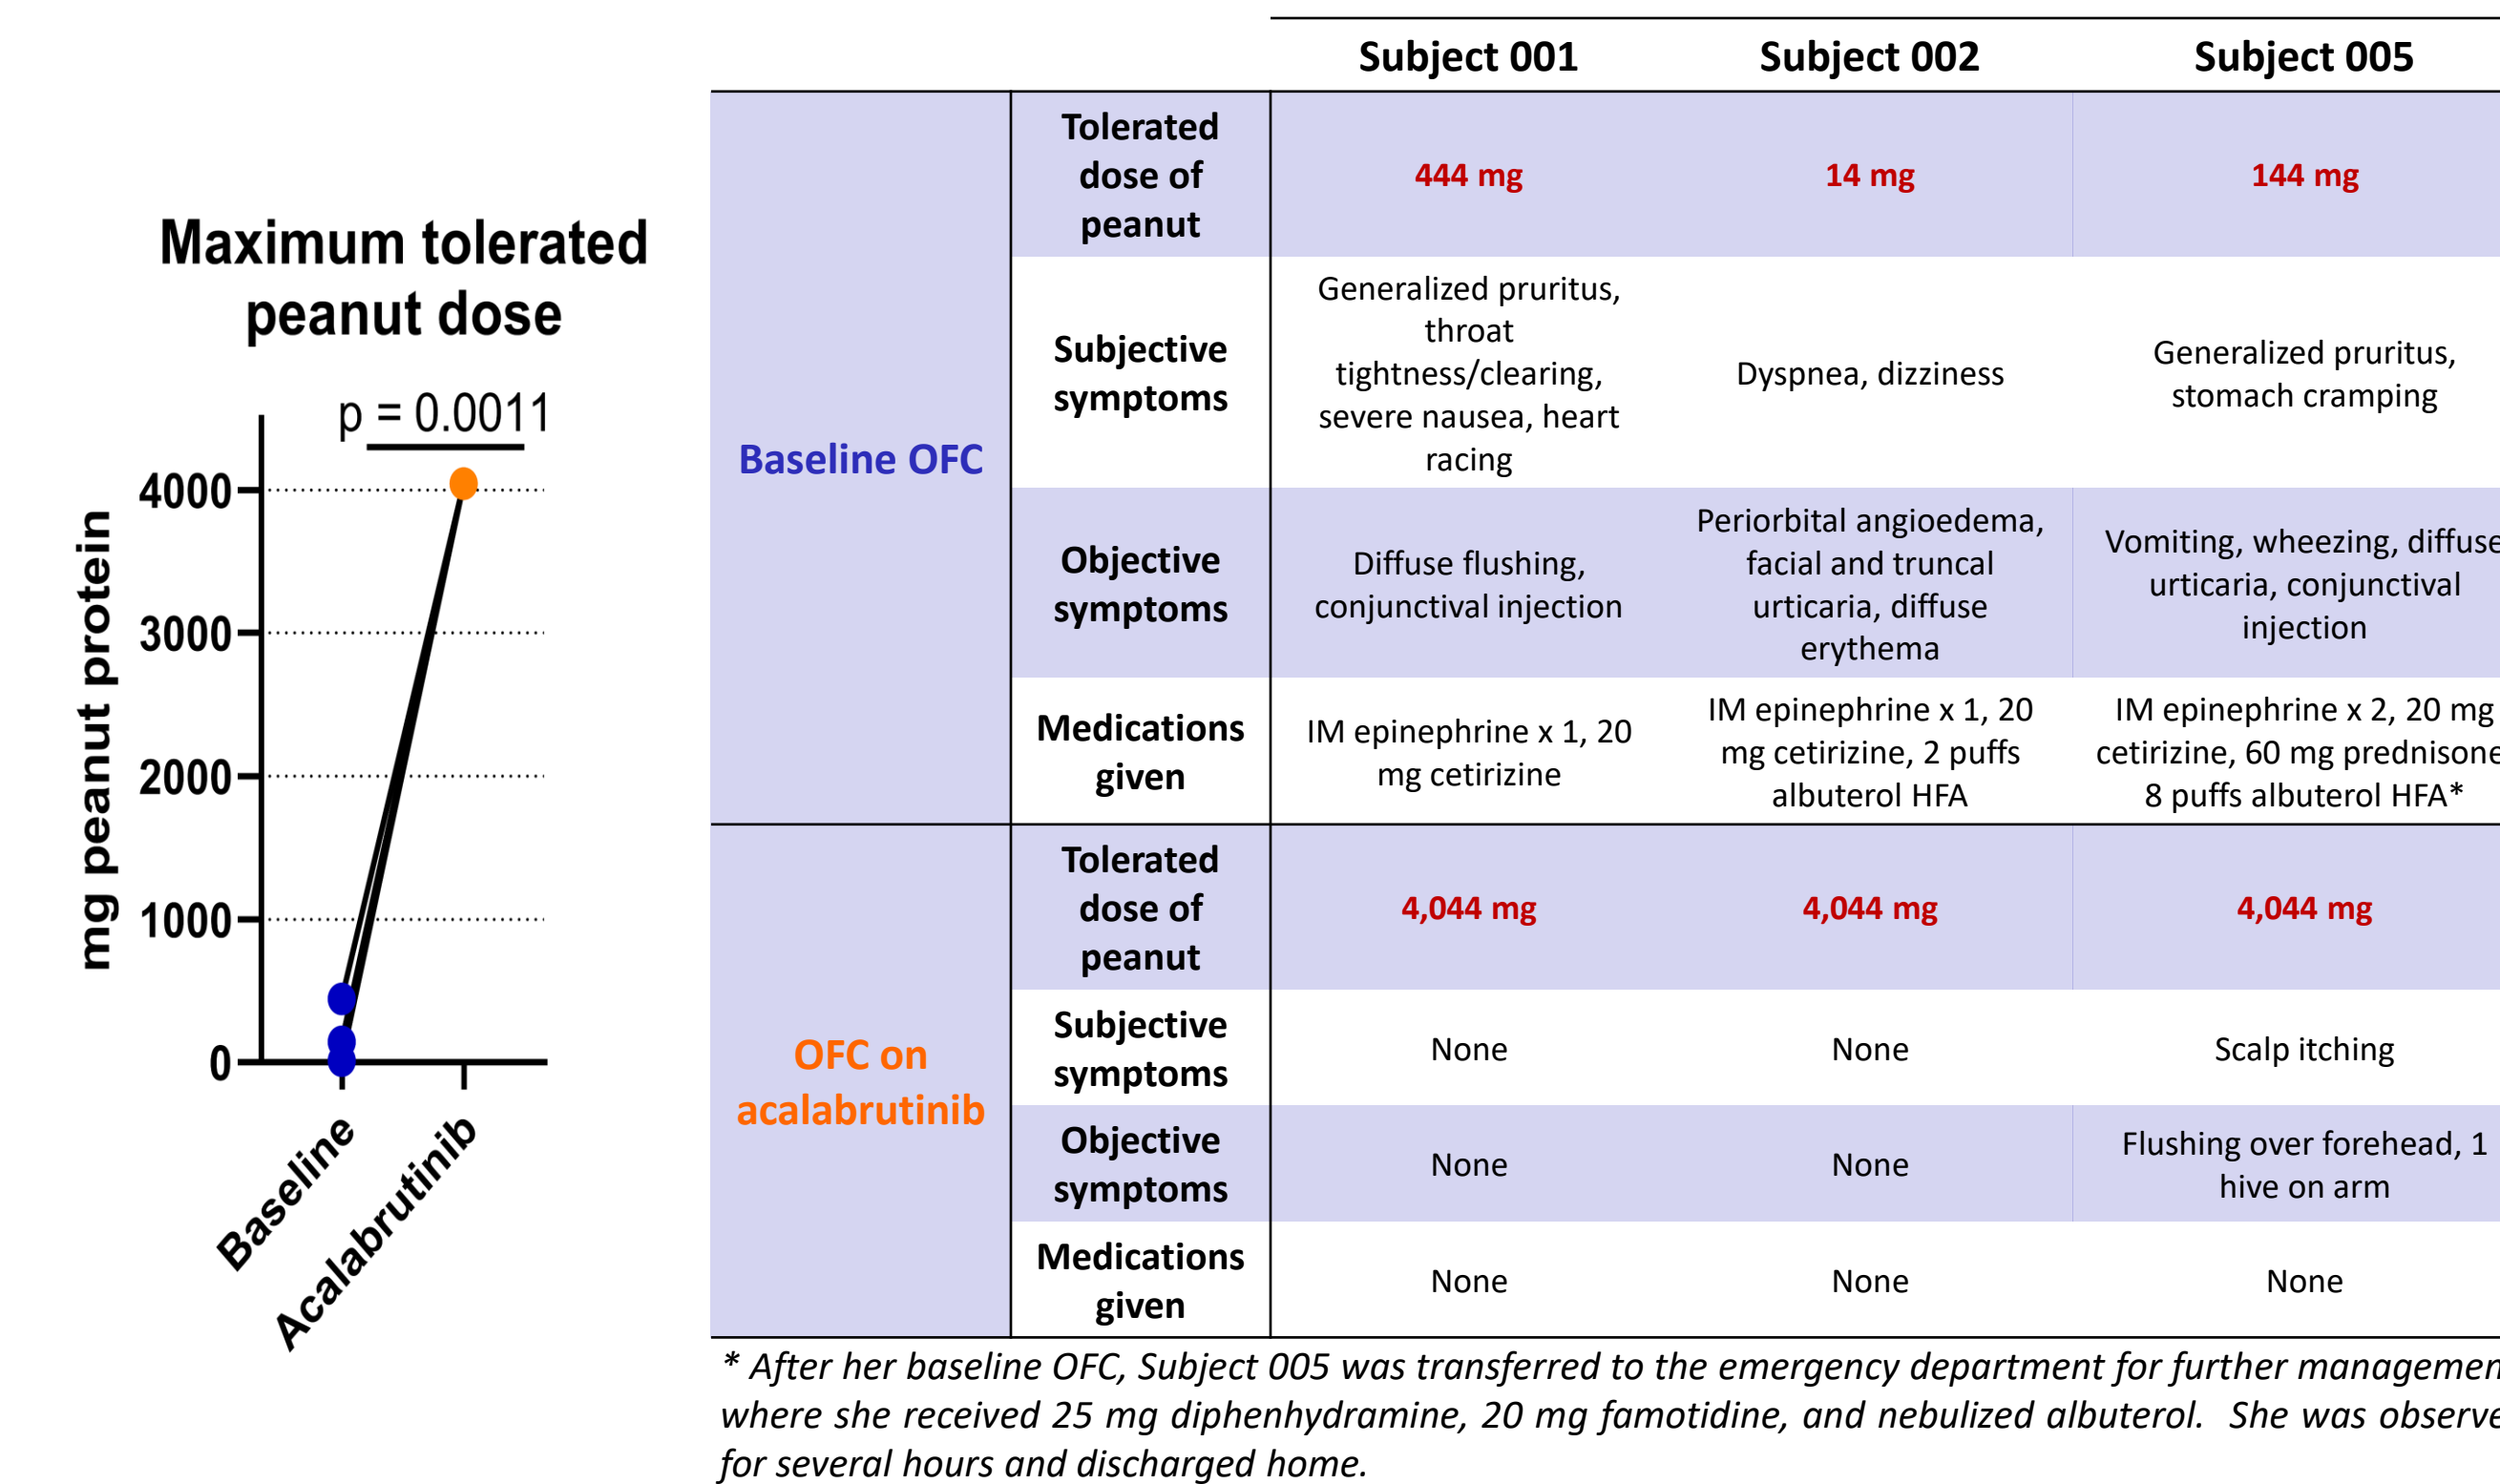 Maximum tolerated
peanut dose
p = 0.0011
mg peanut protein
4000
3000
2000
1000
0
Baseline
Acalabrutinib
Subject 001
Subject 002
Subject 005
Baseline OFC
Tolerated
dose of
peanut
444 mg
14 mg
144 mg
Subjective
symptoms
Generalized pruritus,
throat
tightness/clearing,
severe nausea, heart
racing
Dyspnea, dizziness
Generalized pruritus,
stomach cramping
Objective
symptoms
Diffuse flushing,
conjunctival injection
Periorbital angioedema,
facial and truncal
urticaria, diffuse
erythema
Vomiting, wheezing, diffuse
urticaria, conjunctival
injection
Medications
given
IM epinephrine x 1, 20
mg cetirizine
IM epinephrine x 1, 20
mg cetirizine, 2 puffs
albuterol HFA
IM epinephrine x 2, 20 mg
cetirizine, 60 mg prednisone
8 puffs albuterol HFA*
OFC on
acalabrutinib
Tolerated
dose of
peanut
4,044 mg
4,044 mg
4,044 mg
Subjective
symptoms
None
None
Scalp itching
Objective
symptoms
None
None
Flushing over forehead, 1
hive on arm
Medications
given
None
None
None
* After her baseline OFC, Subject 005 was transferred to the emergency department for further managemen
where she received 25 mg diphenhydramine, 20 mg famotidine, and nebulized albuterol. She was observe
for several hours and discharged home.